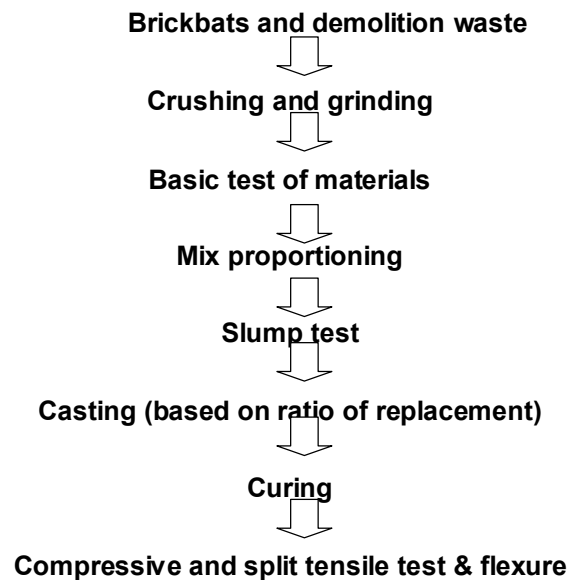 Brickbats and demolition waste
Crushing and grinding
Basic test of materials
Mix proportioning
Slump test
Casting (based on ratio of replacement)
Curing
Compressive and split tensile test & flexure